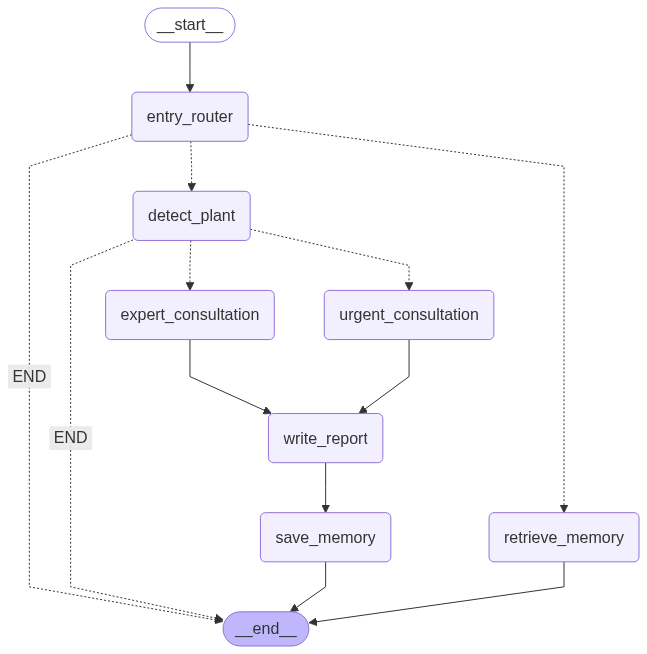 __start__
entry_router
detect_plant
expert_consultation
urgent_consultation
END
END
write_report
save_memory
retrieve_memory
__end__